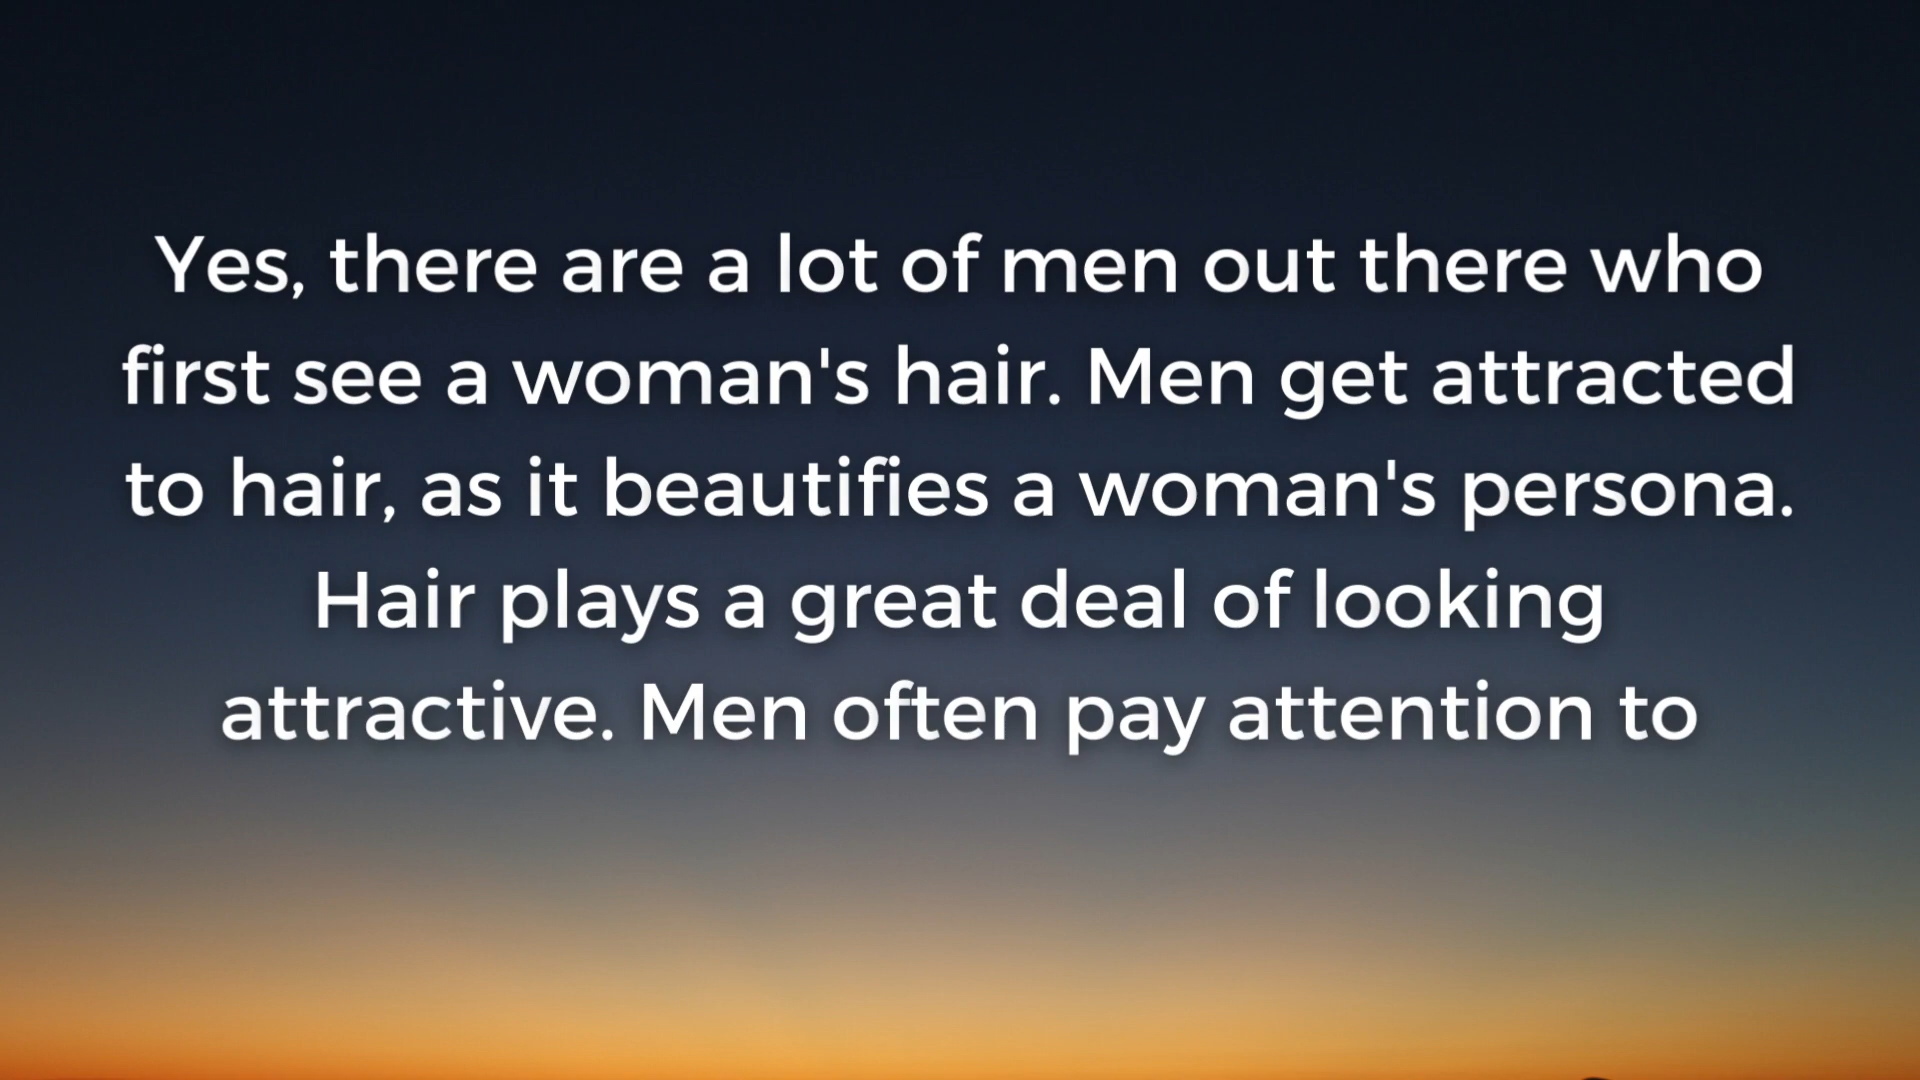 Yes, there are a lot of men out there who
first see a woman's hair. Men get attracted
to hair, as it beautifies a woman's persona.
Hair plays a great deal of looking
attractive. Men often pay attention to